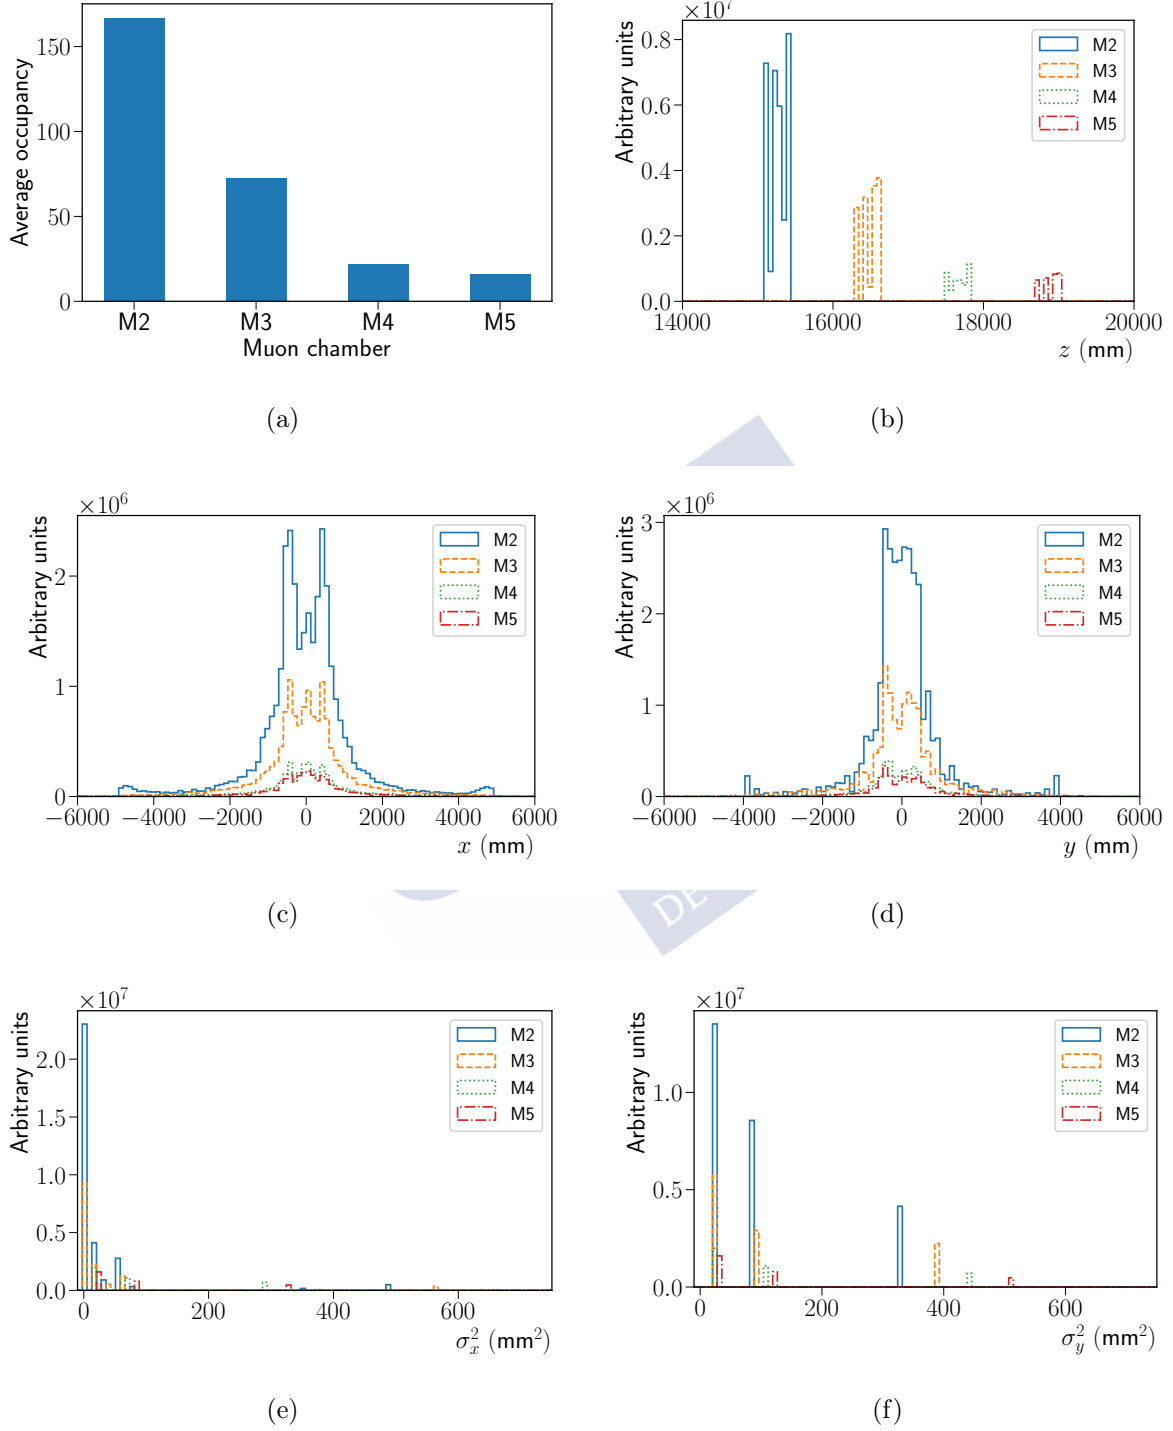 Average occupancy
150
100
50
0
M2 M3 M4 M5
Muon chamber
(a)
×10⁷
Arbitrary units
0.8
0.6
0.4
0.2
0.0
14000 16000 18000 20000
z (mm)
M2
M3
M4
M5
(b)
×10⁶
Arbitrary units
2
1
0
−6000 −4000 −2000 0 2000 4000 6000
x (mm)
M2
M3
M4
M5
(c)
×10⁶
Arbitrary units
3
2
1
0
−6000 −4000 −2000 0 2000 4000 6000
y (mm)
M2
M3
M4
M5
(d)
DE
×10⁷
Arbitrary units
2.0
1.5
1.0
0.5
0.0
0 200 400 600
σ²ₓ (mm²)
M2
M3
M4
M5
(e)
×10⁷
Arbitrary units
1.0
0.5
0.0
0 200 400 600
σ²_y (mm²)
M2
M3
M4
M5
(f)